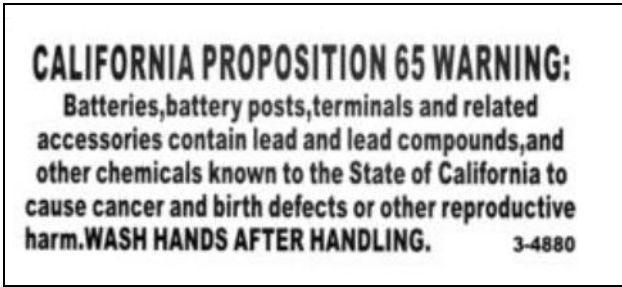 CALIFORNIA PROPOSITION 65 WARNING:
Batteries,battery posts,terminals and related
accessories contain lead and lead compounds,and
other chemicals known to the State of California to
cause cancer and birth defects or other reproductive
harm.WASH HANDS AFTER HANDLING. 3-4880